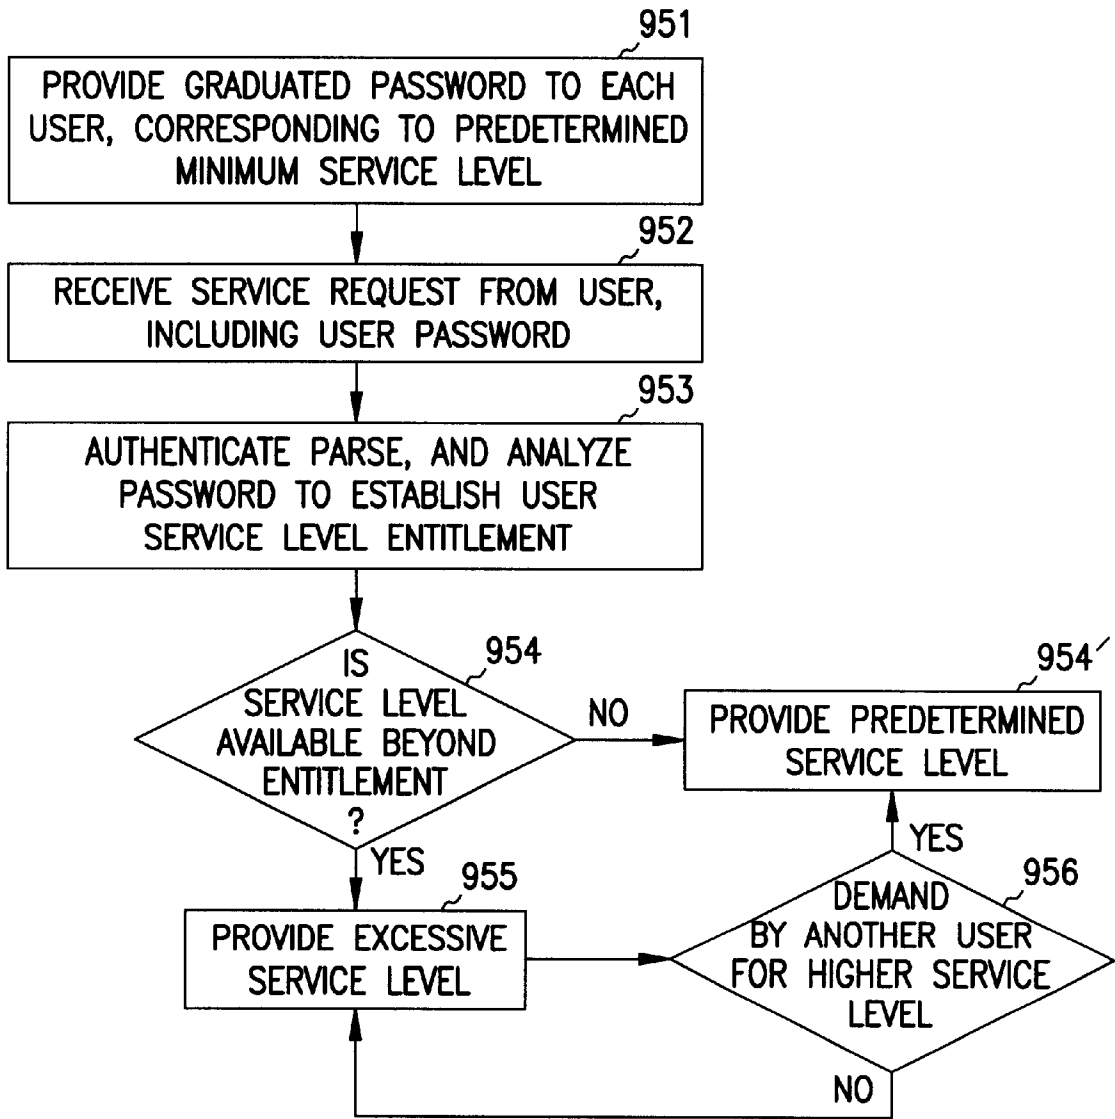 951
PROVIDE GRADUATED PASSWORD TO EACH
USER, CORRESPONDING TO PREDETERMINED
MINIMUM SERVICE LEVEL
952
RECEIVE SERVICE REQUEST FROM USER,
INCLUDING USER PASSWORD
953
AUTHENTICATE PARSE, AND ANALYZE
PASSWORD TO ESTABLISH USER
SERVICE LEVEL ENTITLEMENT
954
IS
SERVICE LEVEL
AVAILABLE BEYOND
ENTITLEMENT
?
NO
954'
PROVIDE PREDETERMINED
SERVICE LEVEL
YES
955
PROVIDE EXCESSIVE
SERVICE LEVEL
YES
956
DEMAND
BY ANOTHER USER
FOR HIGHER SERVICE
LEVEL
NO